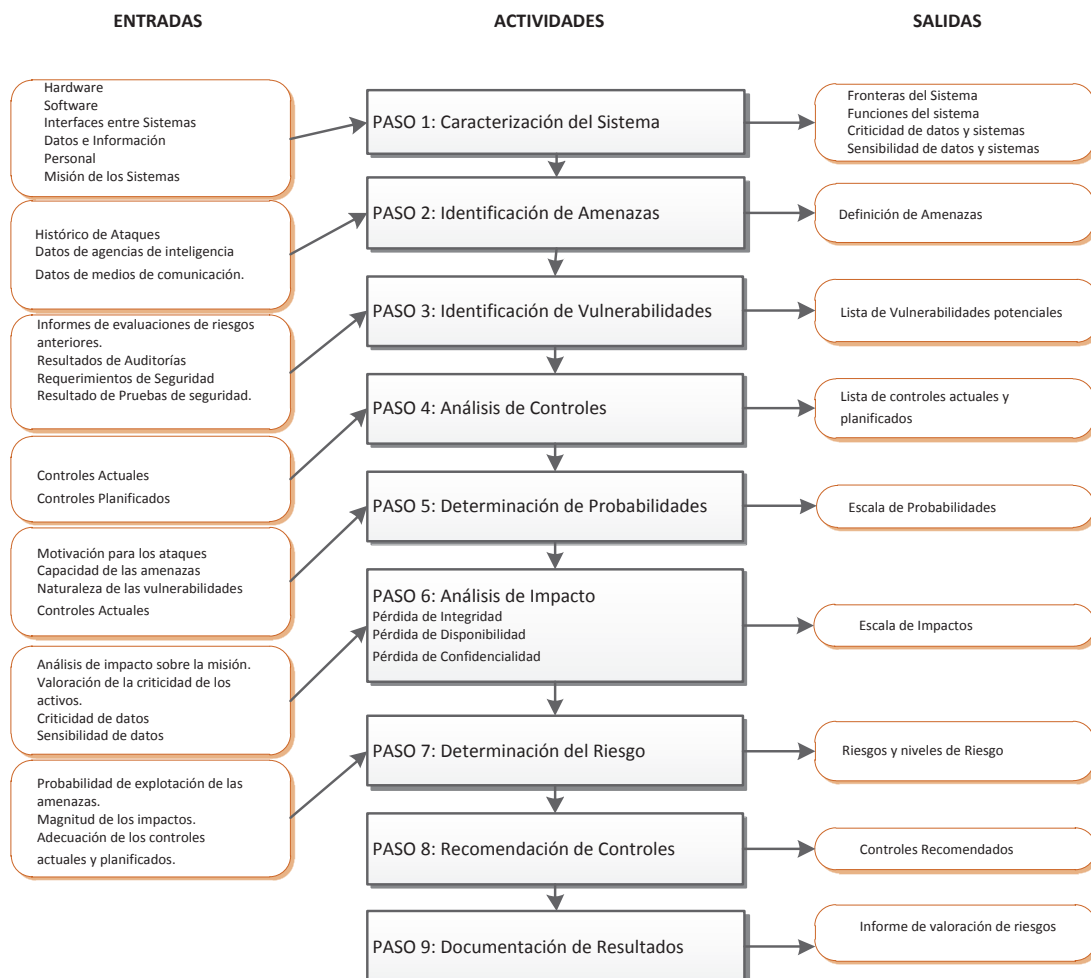 ENTRADAS
ACTIVIDADES
SALIDAS
Hardware
Software
Interfaces entre Sistemas
Datos e Información
Personal
Misión de los Sistemas
PASO 1: Caracterización del Sistema
Fronteras del Sistema
Funciones del sistema
Criticidad de datos y sistemas
Sensibilidad de datos y sistemas
Histórico de Ataques
Datos de agencias de inteligencia
Datos de medios de comunicación.
PASO 2: Identificación de Amenazas
Definición de Amenazas
Informes de evaluaciones de riesgos
anteriores.
Resultados de Auditorías
Requerimientos de Seguridad
Resultado de Pruebas de seguridad.
PASO 3: Identificación de Vulnerabilidades
Lista de Vulnerabilidades potenciales
Controles Actuales
Controles Planificados
PASO 4: Análisis de Controles
Lista de controles actuales y
planificados
Motivación para los ataques
Capacidad de las amenazas
Naturaleza de las vulnerabilidades
Controles Actuales
PASO 5: Determinación de Probabilidades
Escala de Probabilidades
Análisis de impacto sobre la misión.
Valoración de la criticidad de los
activos.
Criticidad de datos
Sensibilidad de datos
PASO 6: Análisis de Impacto
Pérdida de Integridad
Pérdida de Disponibilidad
Pérdida de Confidencialidad
Escala de Impactos
Probabilidad de explotación de las
amenazas.
Magnitud de los impactos.
Adecuación de los controles
actuales y planificados.
PASO 7: Determinación del Riesgo
Riesgos y niveles de Riesgo
PASO 8: Recomendación de Controles
Controles Recomendados
PASO 9: Documentación de Resultados
Informe de valoración de riesgos